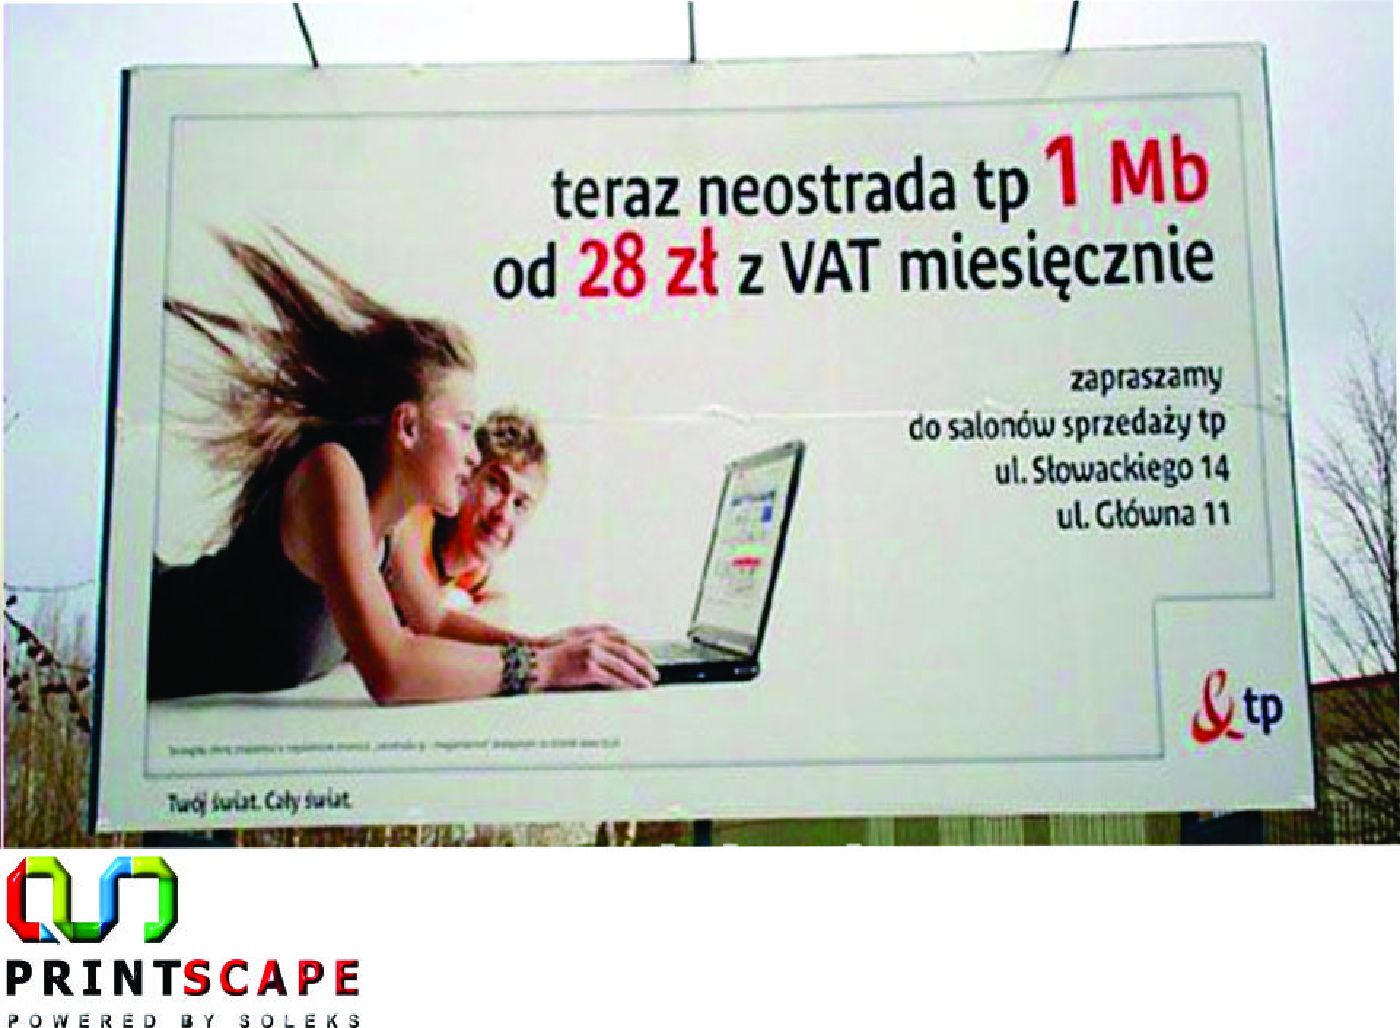 teraz neostrada tp 1 Mb
od 28 zł z VAT miesięcznie
zapraszamy
do salonów sprzedaży tp
ul. Słowackiego 14
ul. Główna 11
& tp
Twój świat. Cały świat.
PRINTSCAPE
POWERED BY SOLEKS